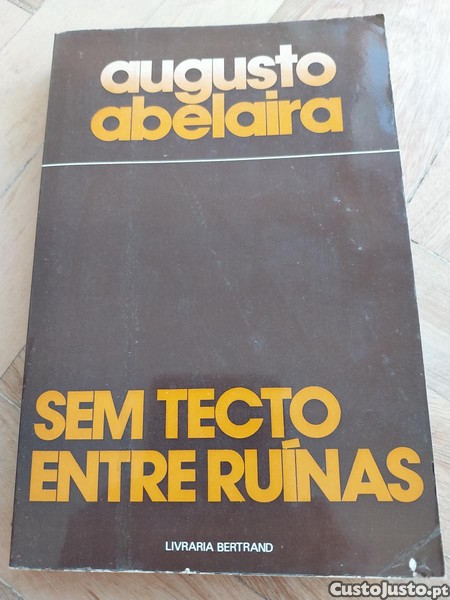 augusto
abelaira
SEM TECTO
ENTRE RUÍNAS
LIVRARIA BERTRAND
CustoJusto.pt